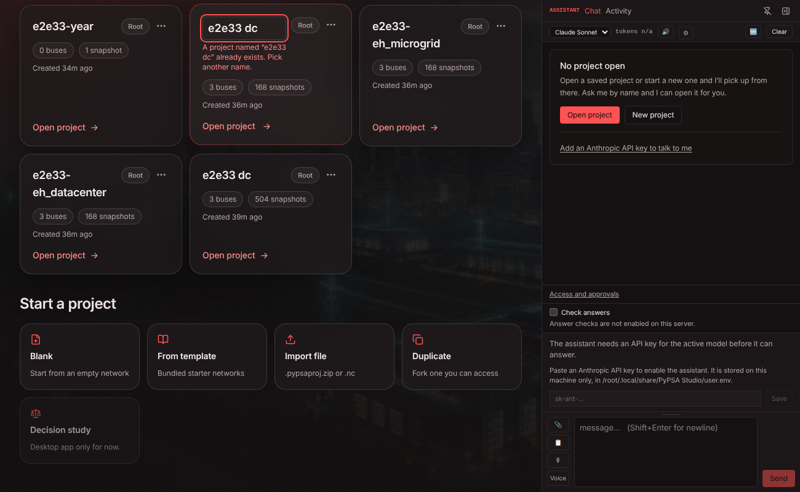 e2e33-year
Root
0 buses
1 snapshot
Created 34m ago
Open project →
e2e33 dc
Root
A project named "e2e33
dc" already exists. Pick
another name.
3 buses
168 snapshots
Created 36m ago
Open project →
e2e33-
eh_microgrid
Root
3 buses
168 snapshots
Created 36m ago
Open project →
e2e33-
eh_datacenter
Root
3 buses
168 snapshots
Created 36m ago
Open project →
e2e33 dc
Root
3 buses
504 snapshots
Created 39m ago
Open project →
Start a project
Blank
Start from an empty network
From template
Bundled starter networks
Import file
.pypsaproj.zip or .nc
Duplicate
Fork one you can access
Decision study
Desktop app only for now.
ASSISTANT Chat Activity
Claude Sonnet tokens n/a Clear
No project open
Open a saved project or start a new one and I'll pick up from
there. Ask me by name and I can open it for you.
Open project New project
Add an Anthropic API key to talk to me
Access and approvals
Check answers
Answer checks are not enabled on this server.
The assistant needs an API key for the active model before it can
answer.
Paste an Anthropic API key to enable the assistant. It is stored on this
machine only, in /root/.local/share/PyPSA Studio/user.env.
sk-ant-... Save
message... (Shift+Enter for newline)
Voice
Send